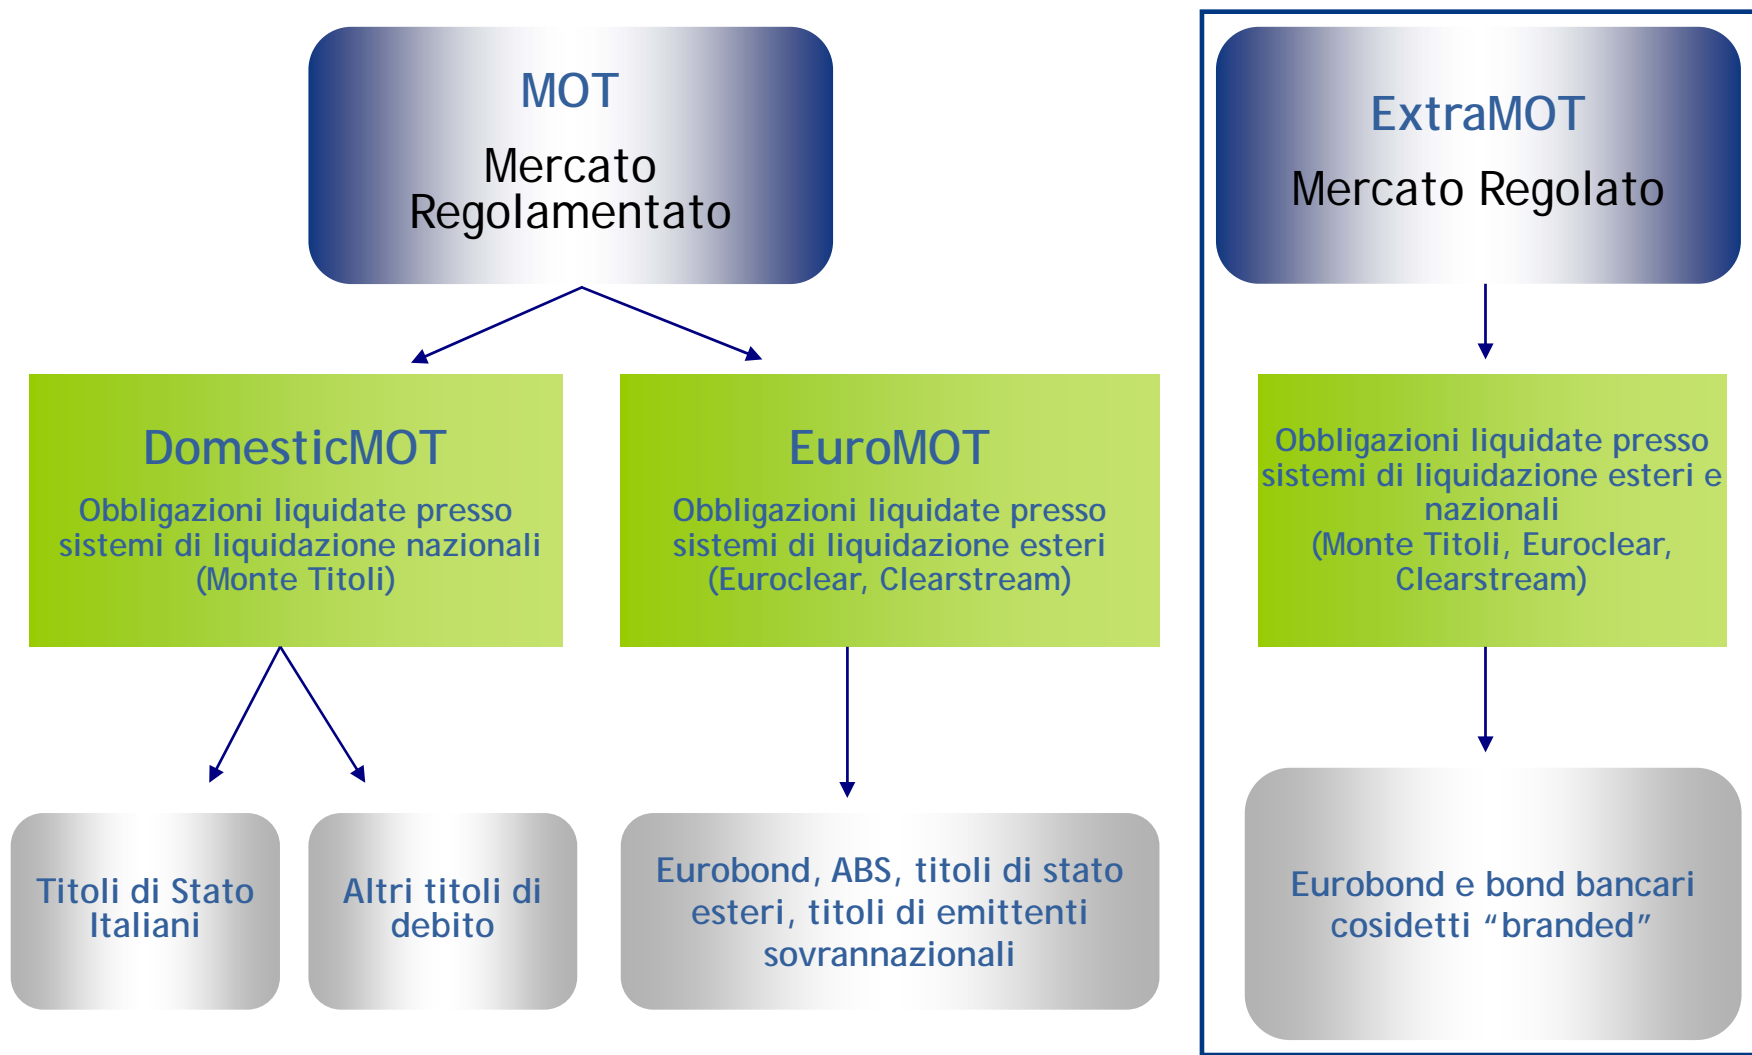 MOT
Mercato
Regolamentato
ExtraMOT
Mercato Regolato
DomesticMOT
Obbligazioni liquidate presso
sistemi di liquidazione nazionali
(Monte Titoli)
EuroMOT
Obbligazioni liquidate presso
sistemi di liquidazione esteri
(Euroclear, Clearstream)
Obbligazioni liquidate presso
sistemi di liquidazione esteri e
nazionali
(Monte Titoli, Euroclear,
Clearstream)
Titoli di Stato
Italiani
Altri titoli di
debito
Eurobond, ABS, titoli di stato
esteri, titoli di emittenti
sovrannazionali
Eurobond e bond bancari
cosidetti “branded”